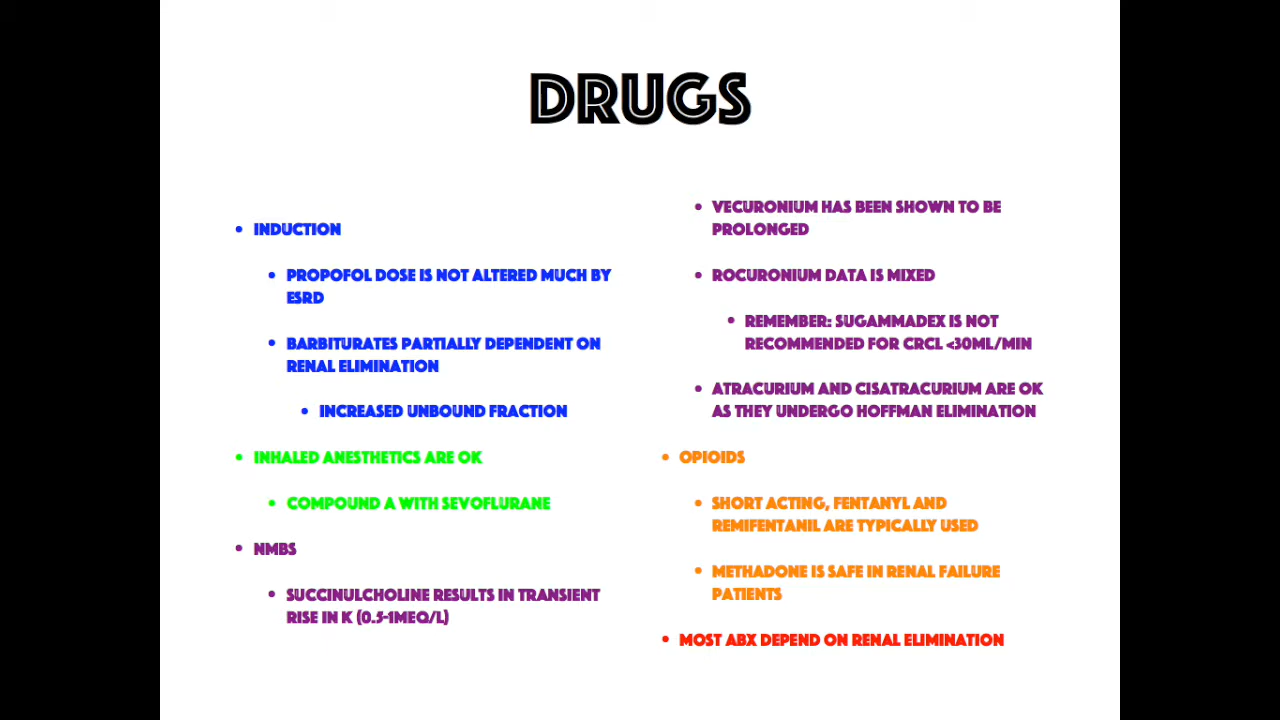 DRUGS
• INDUCTION
• PROPOFOL DOSE IS NOT ALTERED MUCH BY
ESRD
• BARBITURATES PARTIALLY DEPENDENT ON
RENAL ELIMINATION
• INCREASED UNBOUND FRACTION
• INHALED ANESTHETICS ARE OK
• COMPOUND A WITH SEVOFLURANE
• NMBS
• SUCCINULCHOLINE RESULTS IN TRANSIENT
RISE IN K (0.5-1MEQ/L)
• VECURONIUM HAS BEEN SHOWN TO BE
PROLONGED
• ROCURONIUM DATA IS MIXED
• REMEMBER: SUGAMMADEX IS NOT
RECOMMENDED FOR CRCL <30ML/MIN
• ATRACURIUM AND CISATRACURIUM ARE OK
AS THEY UNDERGO HOFFMAN ELIMINATION
• OPIOIDS
• SHORT ACTING, FENTANYL AND
REMIFENTANIL ARE TYPICALLY USED
• METHADONE IS SAFE IN RENAL FAILURE
PATIENTS
• MOST ABX DEPEND ON RENAL ELIMINATION